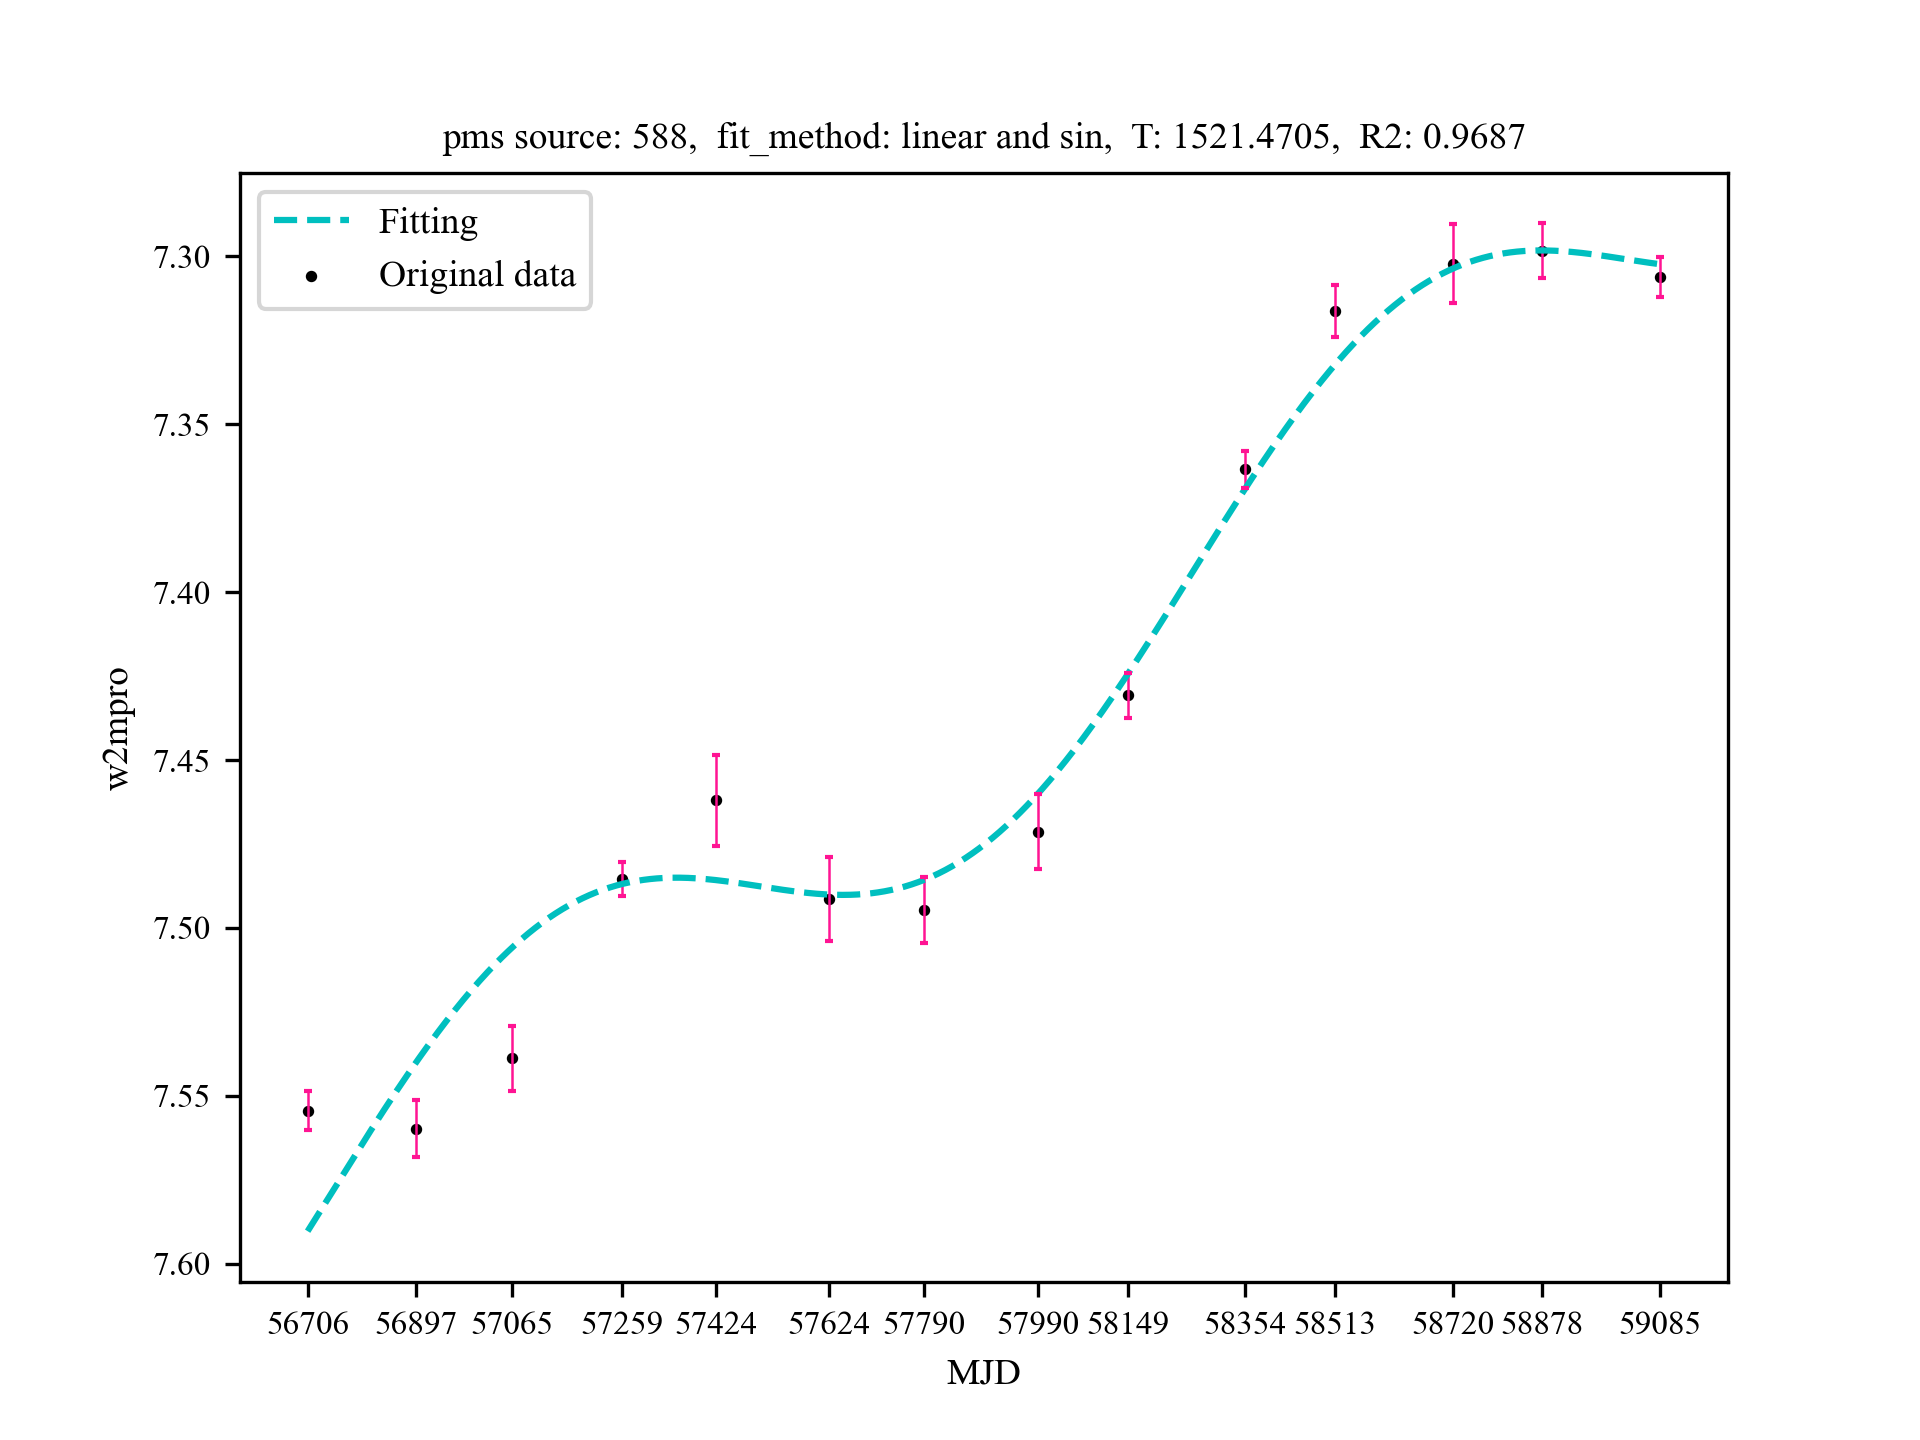 pms source: 588,  fit_method: linear and sin,  T: 1521.4705,  R2: 0.9687
Fitting
Original data
7.30
7.35
7.40
7.45
7.50
7.55
7.60
w2mpro
56706 56897 57065 57259 57424 57624 57790 57990 58149 58354 58513 58720 58878 59085
MJD